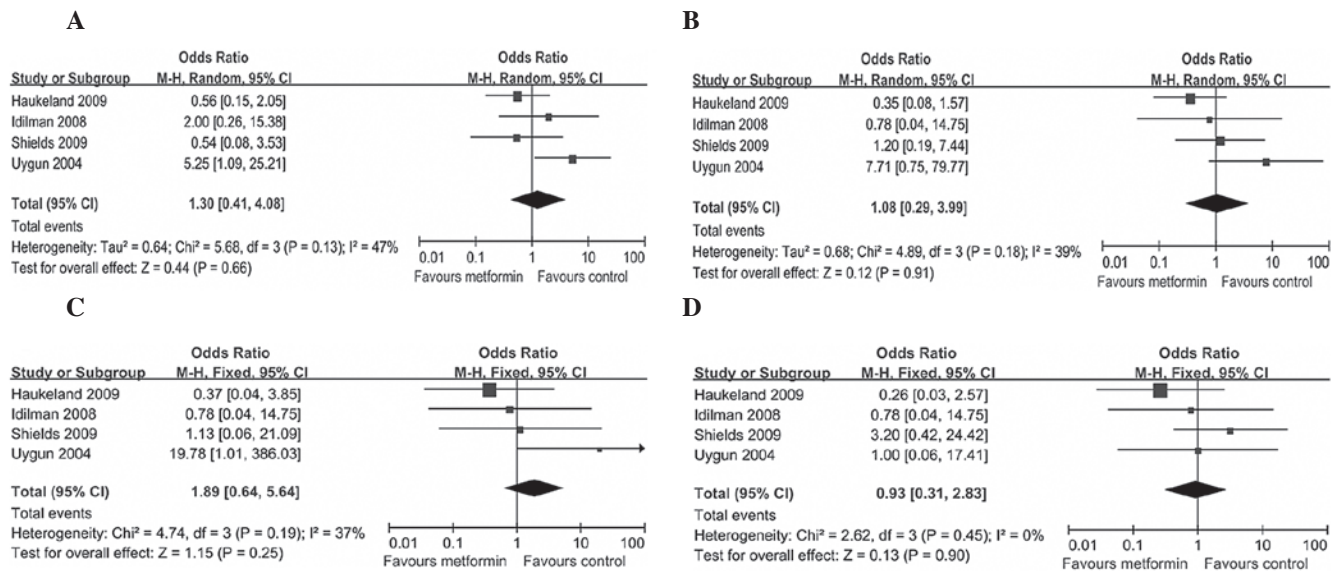 A
Odds Ratio Odds Ratio
Study or Subgroup M-H, Random, 95% CI M-H, Random, 95% CI
Haukeland 2009 0.56 [0.15, 2.05]
Idilman 2008 2.00 [0.26, 15.38]
Shields 2009 0.54 [0.08, 3.53]
Uygun 2004 5.25 [1.09, 25.21]
Total (95% CI) 1.30 [0.41, 4.08]
Total events
Heterogeneity: Tau² = 0.64; Chi² = 5.68, df = 3 (P = 0.13); I² = 47%
Test for overall effect: Z = 0.44 (P = 0.66)
0.01 0.1 1 10 100
Favours metformin Favours control
B
Odds Ratio Odds Ratio
Study or Subgroup M-H, Random, 95% CI M-H, Random, 95% CI
Haukeland 2009 0.35 [0.08, 1.57]
Idilman 2008 0.78 [0.04, 14.75]
Shields 2009 1.20 [0.19, 7.44]
Uygun 2004 7.71 [0.75, 79.77]
Total (95% CI) 1.08 [0.29, 3.99]
Total events
Heterogeneity: Tau² = 0.68; Chi² = 4.89, df = 3 (P = 0.18); I² = 39%
Test for overall effect: Z = 0.12 (P = 0.91)
0.01 0.1 1 10 100
Favours metformin Favours control
C
Odds Ratio Odds Ratio
Study or Subgroup M-H, Fixed, 95% CI M-H, Fixed, 95% CI
Haukeland 2009 0.37 [0.04, 3.85]
Idilman 2008 0.78 [0.04, 14.75]
Shields 2009 1.13 [0.06, 21.09]
Uygun 2004 19.78 [1.01, 386.03]
Total (95% CI) 1.89 [0.64, 5.64]
Total events
Heterogeneity: Chi² = 4.74, df = 3 (P = 0.19); I² = 37%
Test for overall effect: Z = 1.15 (P = 0.25)
0.01 0.1 1 10 100
Favours metformin Favours control
D
Odds Ratio Odds Ratio
Study or Subgroup M-H, Fixed, 95% CI M-H, Fixed, 95% CI
Haukeland 2009 0.26 [0.03, 2.57]
Idilman 2008 0.78 [0.04, 14.75]
Shields 2009 3.20 [0.42, 24.42]
Uygun 2004 1.00 [0.06, 17.41]
Total (95% CI) 0.93 [0.31, 2.83]
Total events
Heterogeneity: Chi² = 2.62, df = 3 (P = 0.45); I² = 0%
Test for overall effect: Z = 0.13 (P = 0.90)
0.01 0.1 1 10 100
Favours metformin Favours control